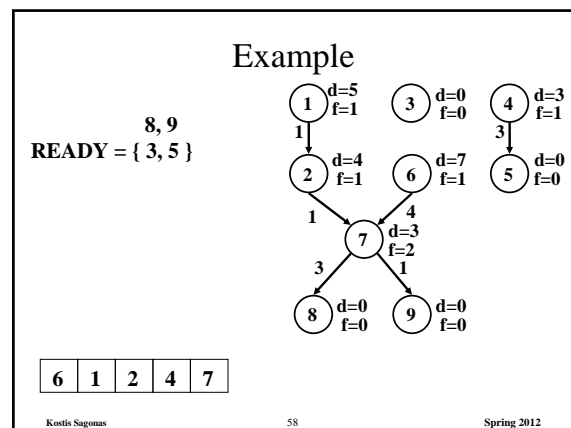 Example
1 d=5 3 d=0 4 d=3
f=1 f=0 f=1
8, 9
1 3
READY = { 3, 5 }
2 d=4 6 d=7 5 d=0
f=1 f=1 f=0
1 4
7 d=3
f=2
3 1
8 d=0 9 d=0
f=0 f=0
6 1 2 4 7
Kostis Sagonas 58 Spring 2012